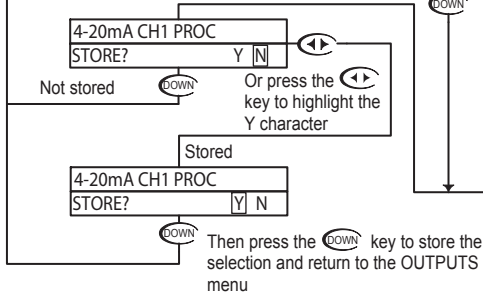 DOWN
4-20mA CH1 PROC
STORE? Y N
Not stored
DOWN
Or press the
key to highlight the
Y character
Stored
4-20mA CH1 PROC
STORE? Y N
DOWN
Then press the DOWN key to store the
selection and return to the OUTPUTS
menu